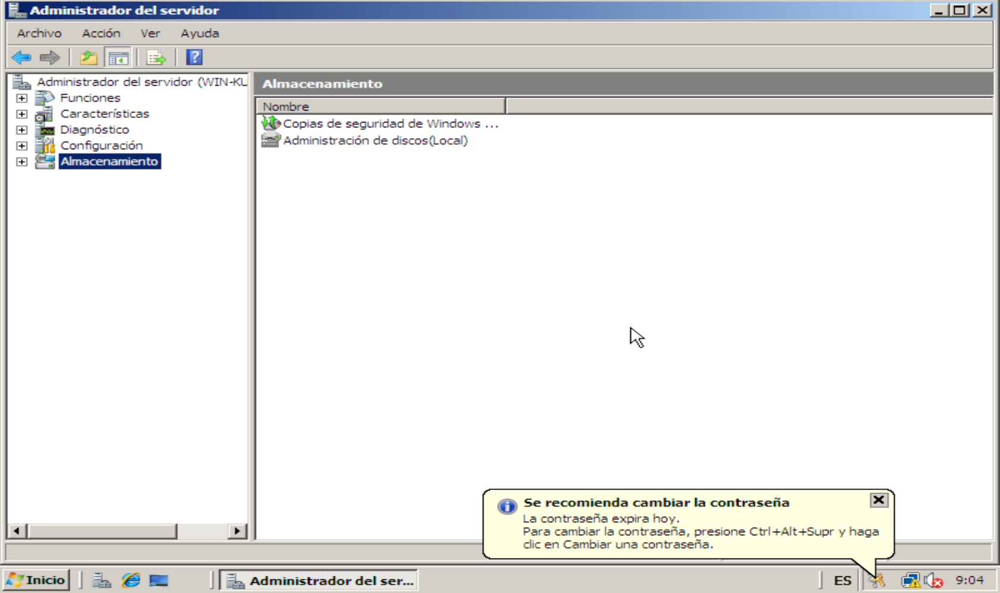 Administrador del servidor
Archivo Acción Ver Ayuda
Administrador del servidor (WIN-KU
Funciones
Características
Diagnóstico
Configuración
Almacenamiento
Almacenamiento
Nombre
Copias de seguridad de Windows ...
Administración de discos(Local)
Se recomienda cambiar la contraseña
La contraseña expira hoy.
Para cambiar la contraseña, presione Ctrl+Alt+Supr y haga
clic en Cambiar una contraseña.
Inicio
Administrador del ser...
ES
9:04